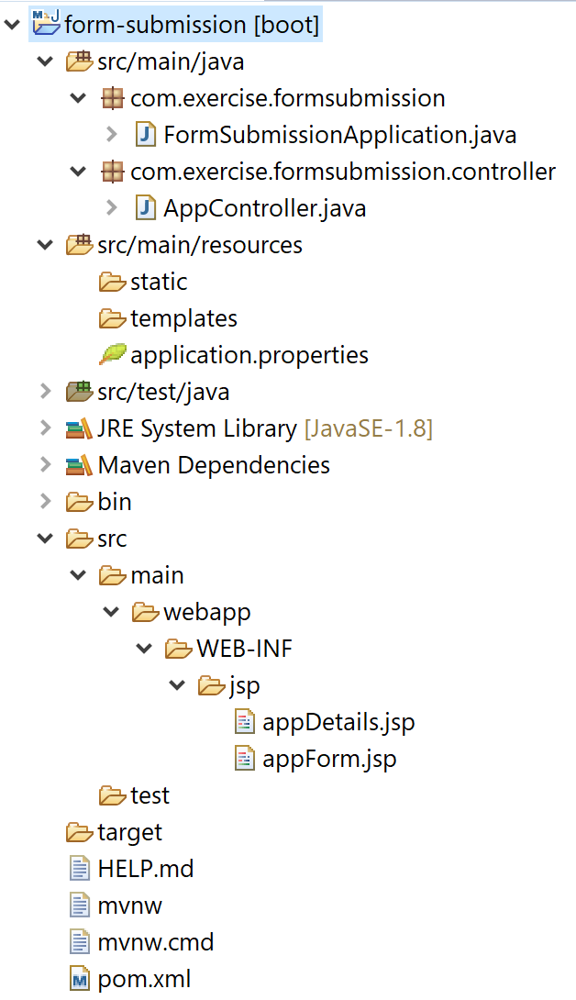 form-submission [boot]
src/main/java
com.exercise.formsubmission
FormSubmissionApplication.java
com.exercise.formsubmission.controller
AppController.java
src/main/resources
static
templates
application.properties
src/test/java
JRE System Library [JavaSE-1.8]
Maven Dependencies
bin
src
main
webapp
WEB-INF
jsp
appDetails.jsp
appForm.jsp
test
target
HELP.md
mvnw
mvnw.cmd
pom.xml